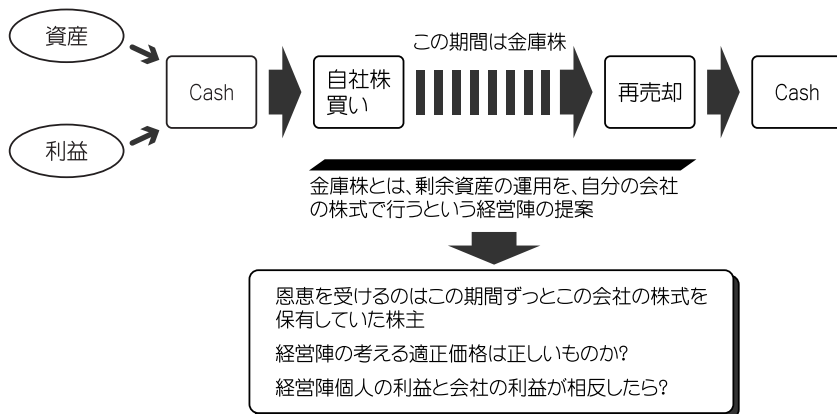 資産
利益
Cash
自社株
買い
この期間は金庫株
再売却
Cash
金庫株とは、剰余資産の運用を、自分の会社
の株式で行うという経営陣の提案
恩恵を受けるのはこの期間ずっとこの会社の株式を
保有していた株主
経営陣の考える適正価格は正しいものか?
経営陣個人の利益と会社の利益が相反したら?